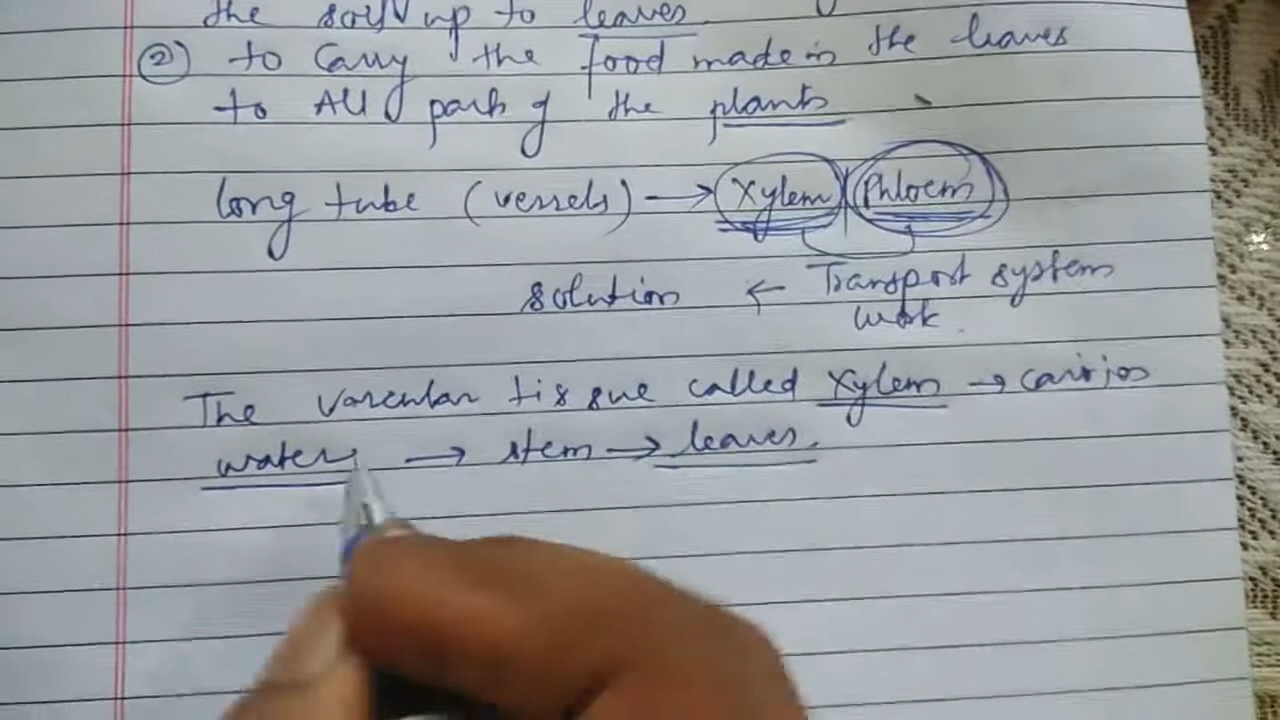 the soil up to leaves
② to carry the food made in the leaves
to All parts of the plants
long tube (vessels) → Xylem Phloem
solution ← Transport system
work.
The vascular tissue called xylem → carries
water → stem → leaves.